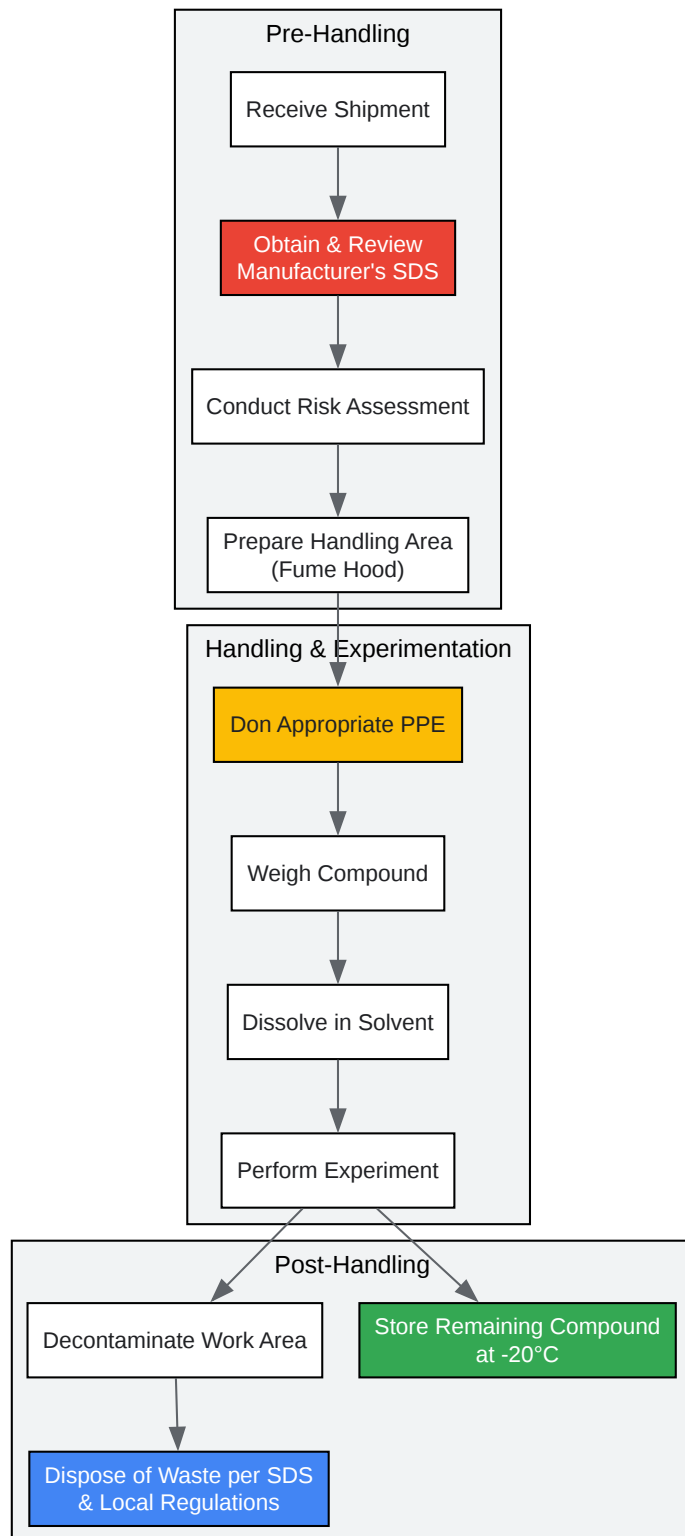 Pre-Handling
Receive Shipment
Obtain & Review
Manufacturer's SDS
Conduct Risk Assessment
Prepare Handling Area
(Fume Hood)
Handling & Experimentation
Don Appropriate PPE
Weigh Compound
Dissolve in Solvent
Perform Experiment
Post-Handling
Decontaminate Work Area
Store Remaining Compound
at -20°C
Dispose of Waste per SDS
& Local Regulations